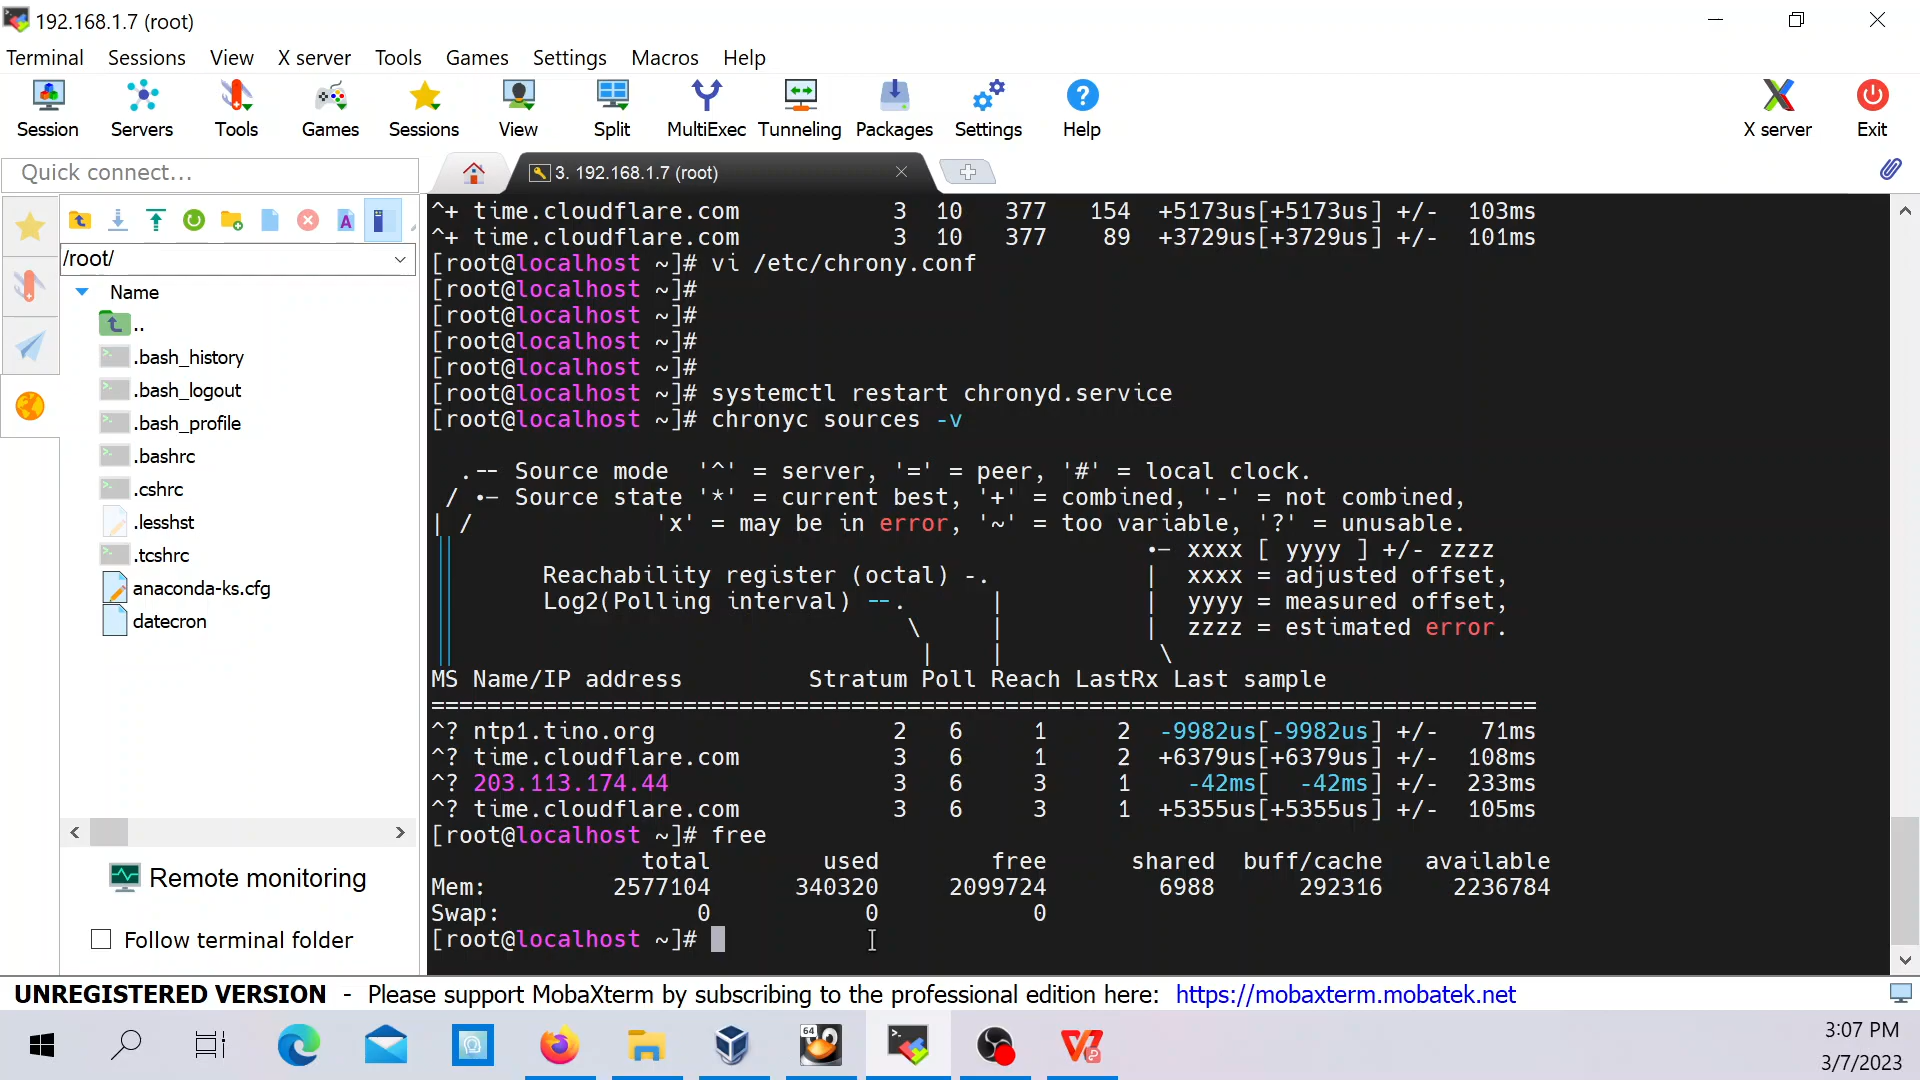 192.168.1.7 (root)
Terminal Sessions View X server Tools Games Settings Macros Help
Session Servers Tools Games Sessions View Split MultiExec Tunneling Packages Settings Help X server Exit
Quick connect...
3. 192.168.1.7 (root)
/root/
Name
..
.bash_history
.bash_logout
.bash_profile
.bashrc
.cshrc
.lesshst
.tcshrc
anaconda-ks.cfg
datecron
Remote monitoring
Follow terminal folder
^+ time.cloudflare.com 3 10 377 154 +5173us[+5173us] +/- 103ms
^+ time.cloudflare.com 3 10 377 89 +3729us[+3729us] +/- 101ms
[root@localhost ~]# vi /etc/chrony.conf
[root@localhost ~]#
[root@localhost ~]#
[root@localhost ~]#
[root@localhost ~]#
[root@localhost ~]# systemctl restart chronyd.service
[root@localhost ~]# chronyc sources -v
.-- Source mode '^' = server, '=' = peer, '#' = local clock.
/ .- Source state '*' = current best, '+' = combined, '-' = not combined,
| / 'x' = may be in error, '~' = too variable, '?' = unusable.
|| .- xxxx [ yyyy ] +/- zzzz
|| Reachability register (octal) -. | xxxx = adjusted offset,
|| Log2(Polling interval) --. | | yyyy = measured offset,
|| \ | | zzzz = estimated error.
|| | | \
MS Name/IP address Stratum Poll Reach LastRx Last sample
===============================================================================
^? ntp1.tino.org 2 6 1 2 -9982us[-9982us] +/- 71ms
^? time.cloudflare.com 3 6 1 2 +6379us[+6379us] +/- 108ms
^? 203.113.174.44 3 6 3 1 -42ms[ -42ms] +/- 233ms
^? time.cloudflare.com 3 6 3 1 +5355us[+5355us] +/- 105ms
[root@localhost ~]# free
total used free shared buff/cache available
Mem: 2577104 340320 2099724 6988 292316 2236784
Swap: 0 0 0
[root@localhost ~]#
UNREGISTERED VERSION - Please support MobaXterm by subscribing to the professional edition here: https://mobaxterm.mobatek.net
64
3:07 PM
3/7/2023